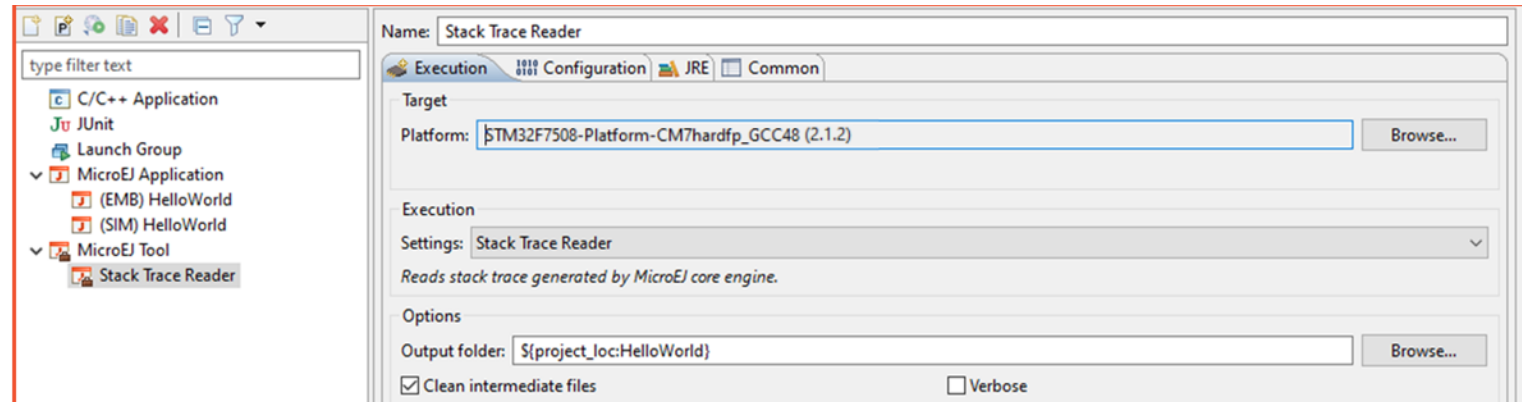 type filter text
C/C++ Application
JUnit
Launch Group
MicroEJ Application
(EMB) HelloWorld
(SIM) HelloWorld
MicroEJ Tool
Stack Trace Reader
Name: Stack Trace Reader
Execution Configuration JRE Common
Target
Platform: STM32F7508-Platform-CM7hardfp_GCC48 (2.1.2) Browse...
Execution
Settings: Stack Trace Reader
Reads stack trace generated by MicroEJ core engine.
Options
Output folder: ${project_loc:HelloWorld} Browse...
Clean intermediate files Verbose